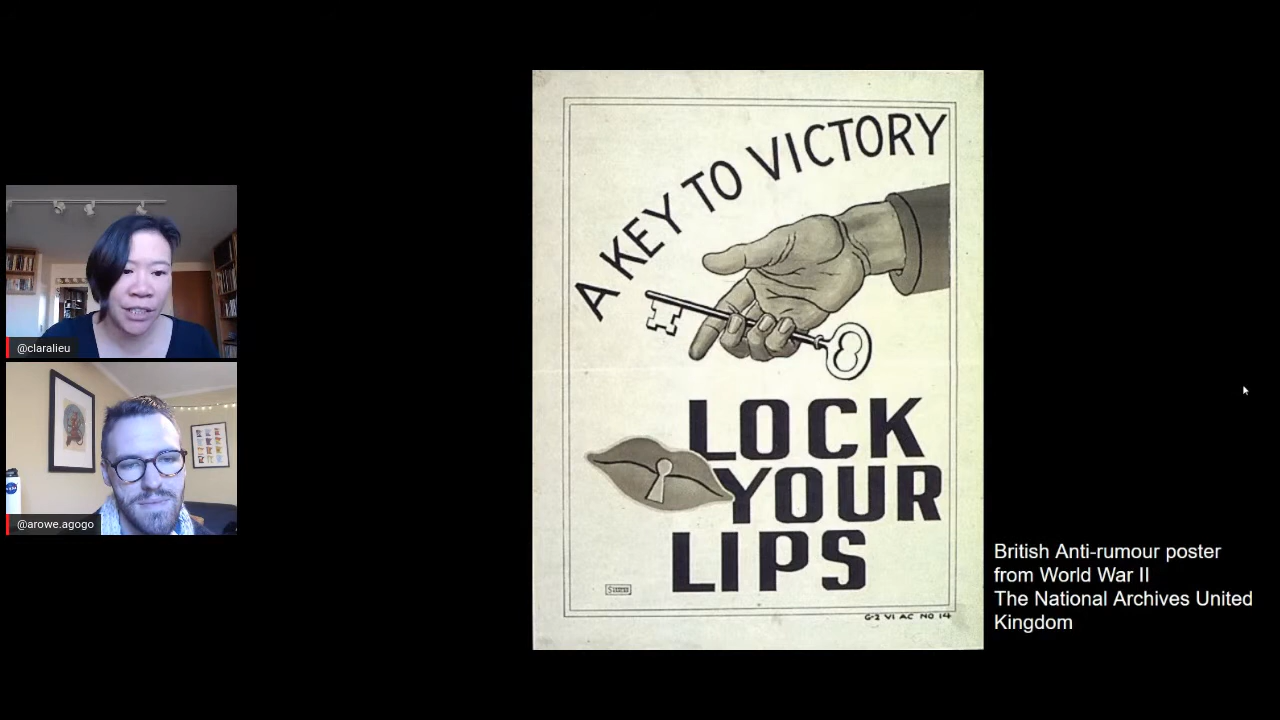 A KEY TO VICTORY
LOCK
YOUR
LIPS
G-2 VI AC NO 14
@claralieu
@arowe.agogo
British Anti-rumour poster
from World War II
The National Archives United
Kingdom